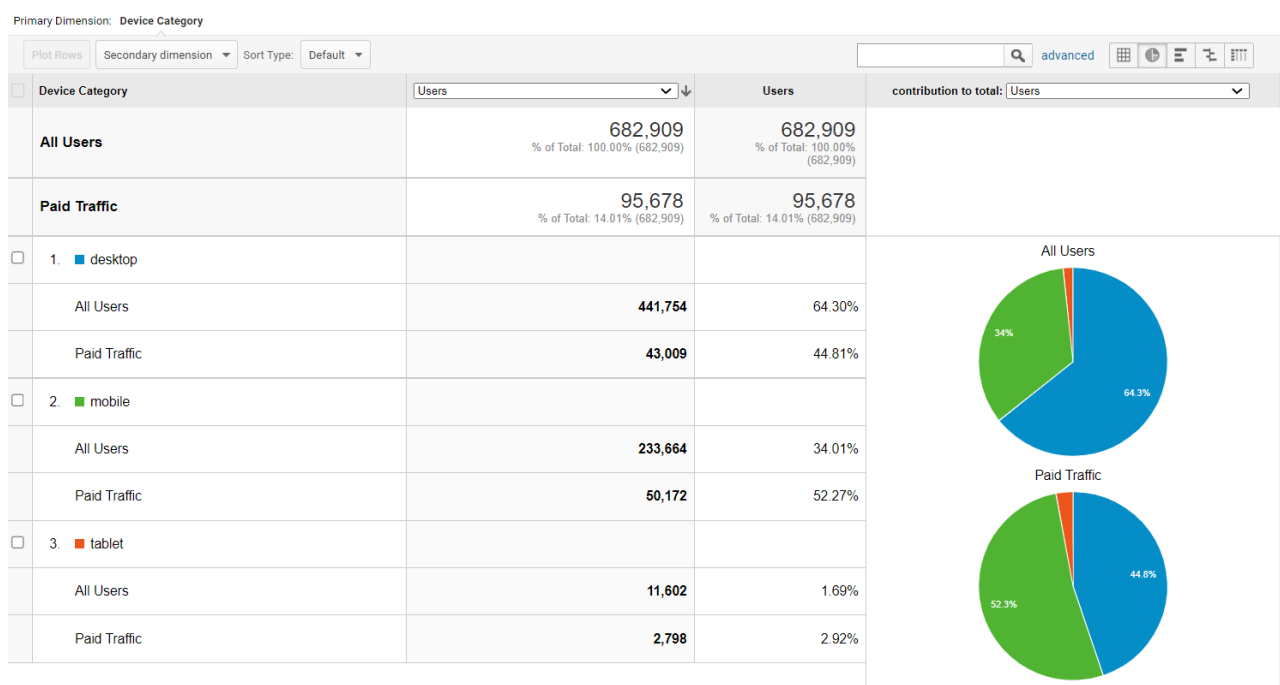 Primary Dimension: Device Category
Plot Rows Secondary dimension Sort Type: Default advanced
Device Category Users Users contribution to total: Users
All Users 682,909 682,909
% of Total: 100.00% (682,909) % of Total: 100.00%
(682,909)
Paid Traffic 95,678 95,678
% of Total: 14.01% (682,909) % of Total: 14.01% (682,909)
1. desktop
All Users 441,754 64.30%
Paid Traffic 43,009 44.81%
2. mobile
All Users 233,664 34.01%
Paid Traffic 50,172 52.27%
3. tablet
All Users 11,602 1.69%
Paid Traffic 2,798 2.92%
All Users
34%
64.3%
Paid Traffic
44.8%
52.3%